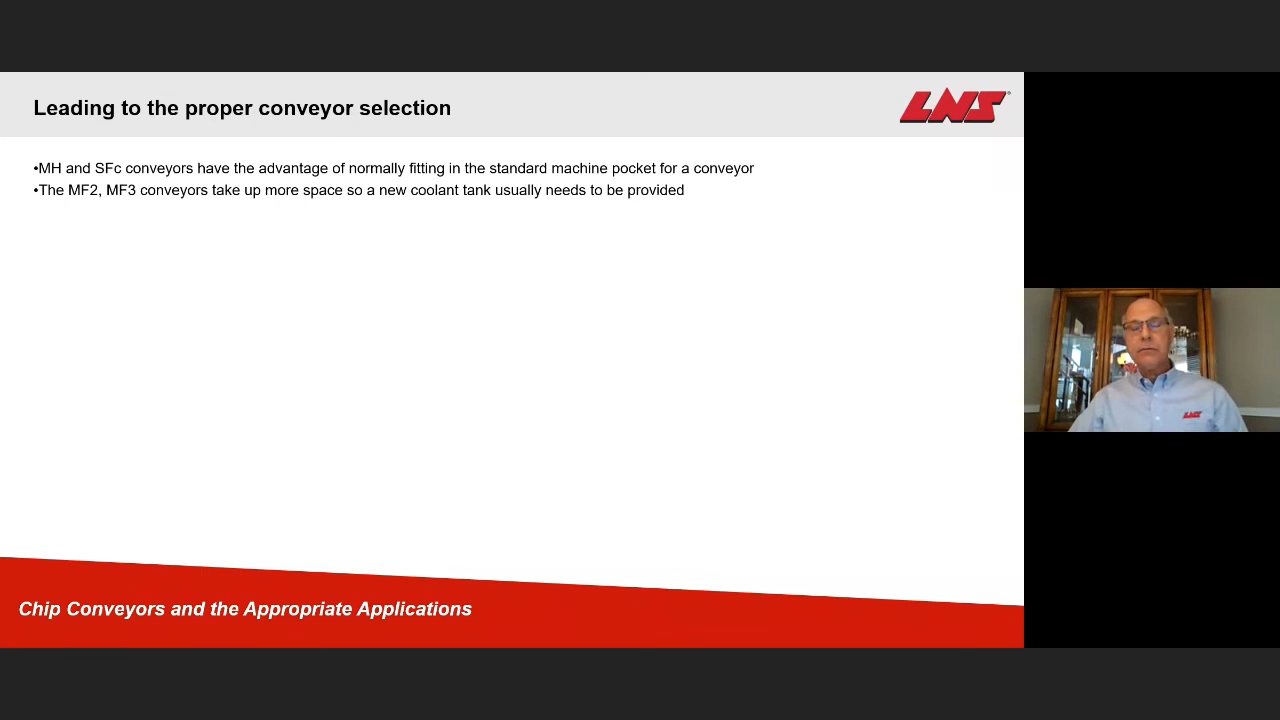 Leading to the proper conveyor selection
LNS®
•MH and SFc conveyors have the advantage of normally fitting in the standard machine pocket for a conveyor
•The MF2, MF3 conveyors take up more space so a new coolant tank usually needs to be provided
LNS
Chip Conveyors and the Appropriate Applications